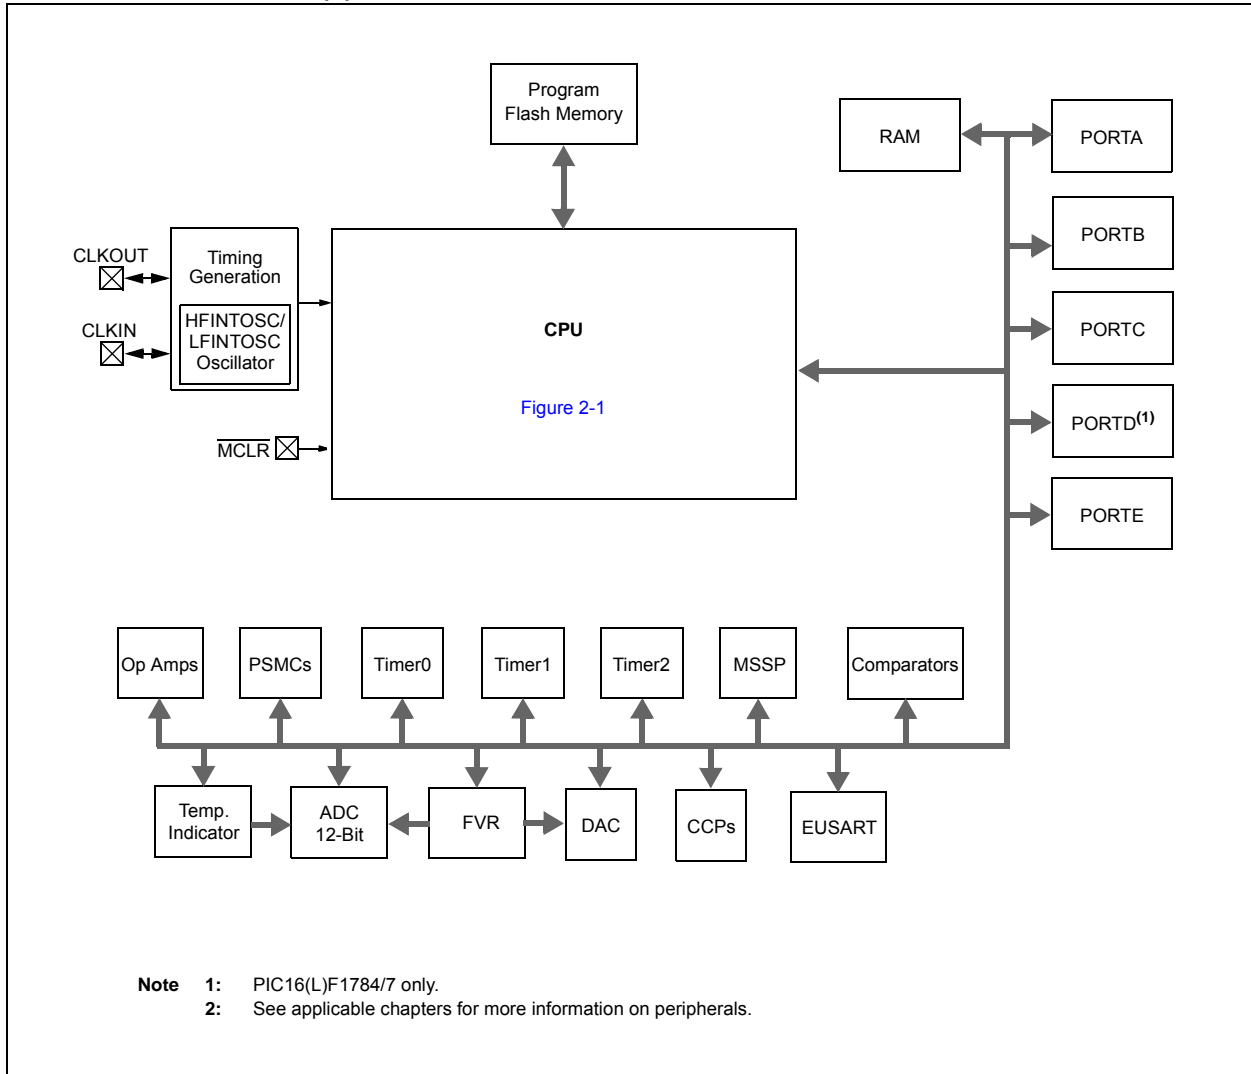 Program
Flash Memory
RAM
PORTA
PORTB
CLKOUT
Timing
Generation
HFINTOSC/
LFINTOSC
Oscillator
CLKIN
CPU
PORTC
Figure 2-1
PORTD(1)
MCLR
PORTE
Op Amps
PSMCs
Timer0
Timer1
Timer2
MSSP
Comparators
Temp.
Indicator
ADC
12-Bit
FVR
DAC
CCPs
EUSART
Note 1: PIC16(L)F1784/7 only.
2: See applicable chapters for more information on peripherals.